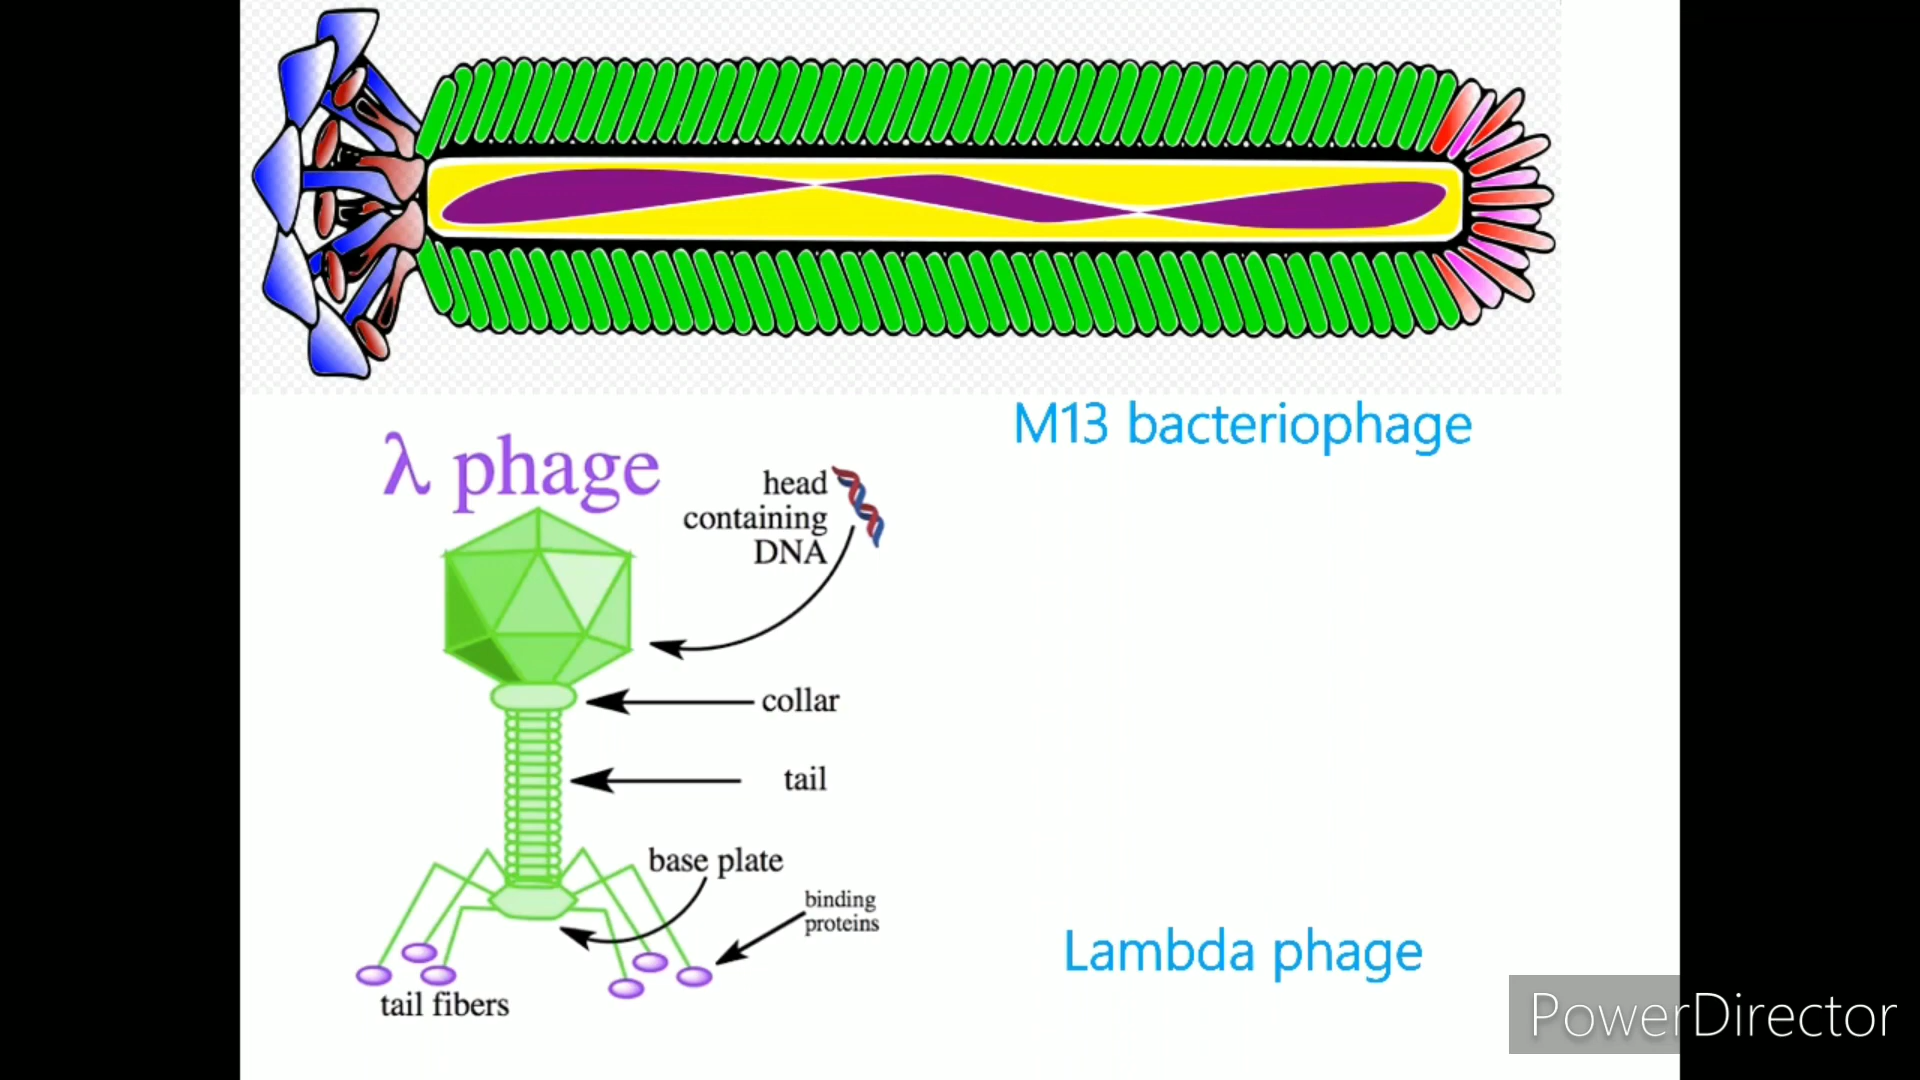 M13 bacteriophage
λ phage
head
containing
DNA
collar
tail
base plate
binding
proteins
tail fibers
Lambda phage
PowerDirector